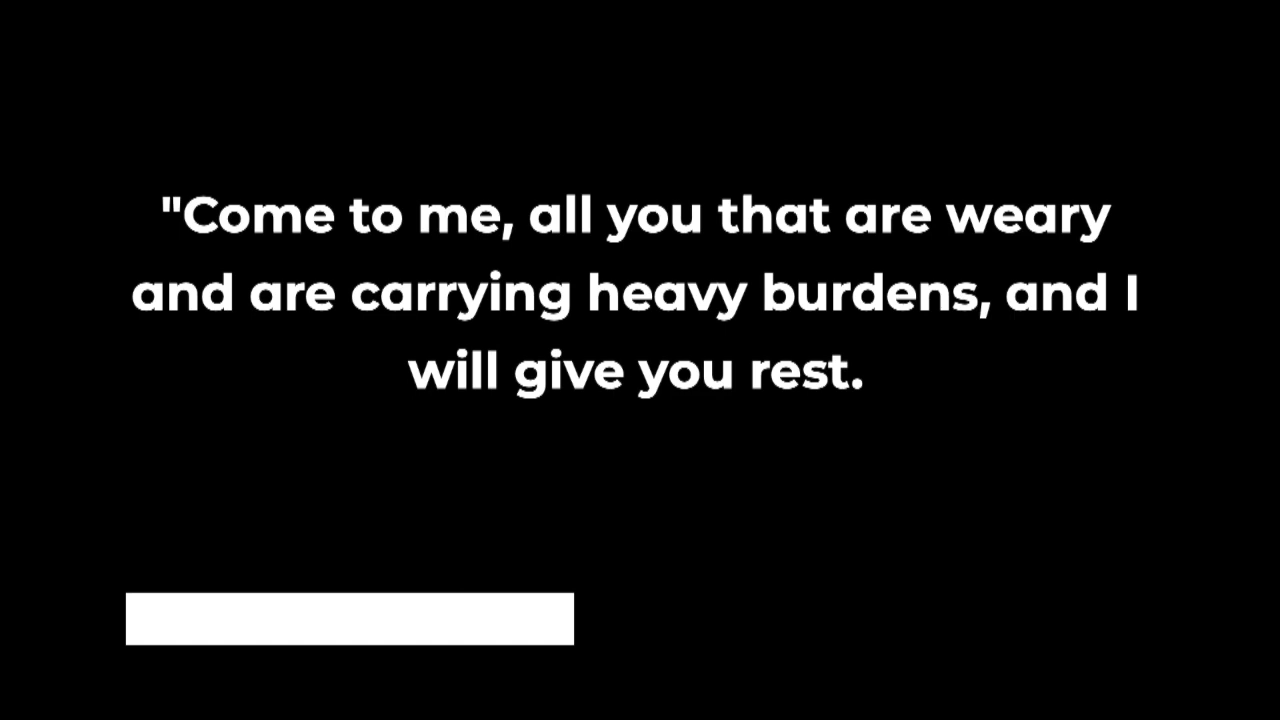 "Come to me, all you that are weary
and are carrying heavy burdens, and I
will give you rest.